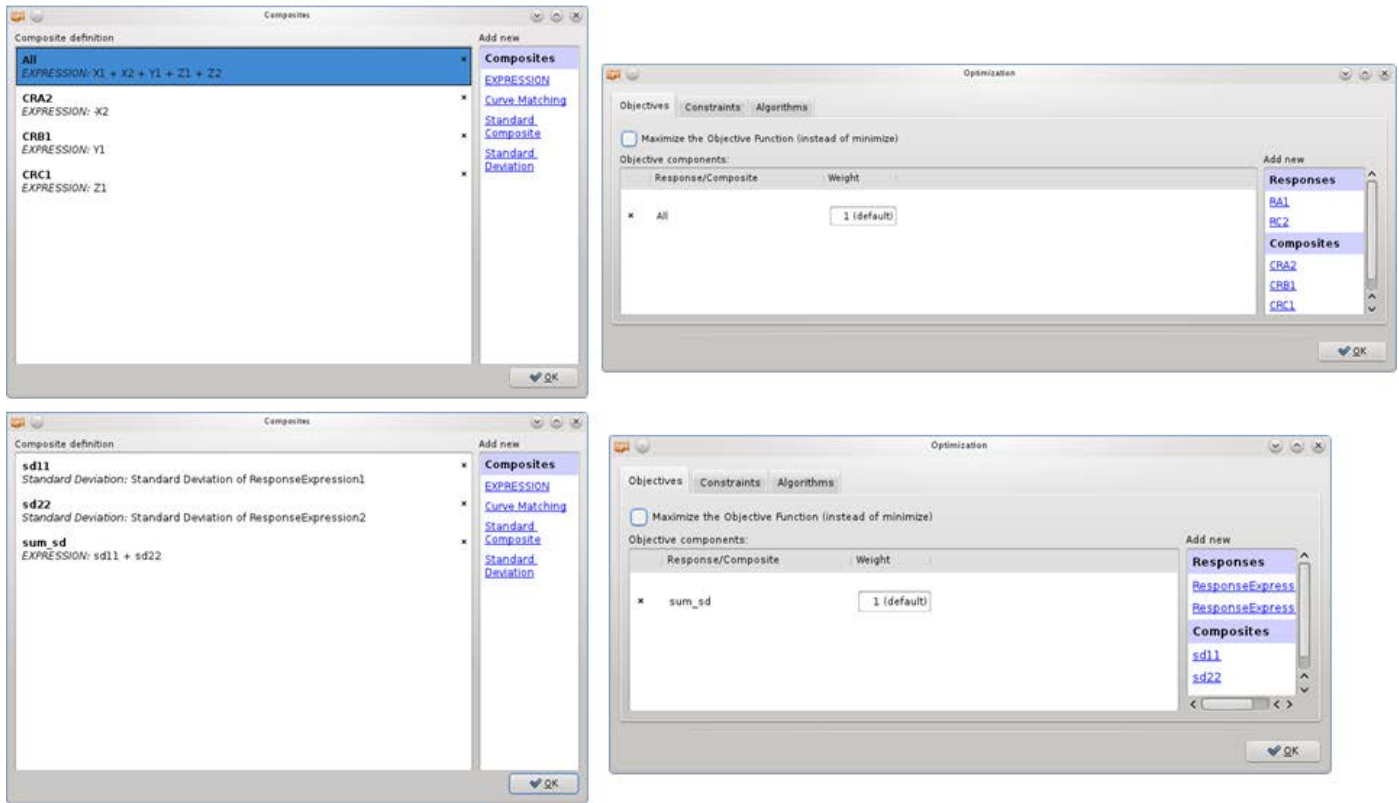 Composites
Composite definition
Add new
All
EXPRESSION: X1 + X2 + Y1 + Z1 + Z2
CRA2
EXPRESSION: -X2
CRB1
EXPRESSION: Y1
CRC1
EXPRESSION: Z1
Composites
EXPRESSION
Curve Matching
Standard
Composite
Standard
Deviation
OK
Optimization
Objectives Constraints Algorithms
Maximize the Objective Function (instead of minimize)
Objective components:
Add new
Response/Composite Weight
All 1 (default)
Responses
RA1
RC2
Composites
CRA2
CRB1
CRC1
OK
Composites
Composite definition
Add new
sd11
Standard Deviation: Standard Deviation of ResponseExpression1
sd22
Standard Deviation: Standard Deviation of ResponseExpression2
sum_sd
EXPRESSION: sd11 + sd22
Composites
EXPRESSION
Curve Matching
Standard
Composite
Standard
Deviation
OK
Optimization
Objectives Constraints Algorithms
Maximize the Objective Function (instead of minimize)
Objective components:
Add new
Response/Composite Weight
sum_sd 1 (default)
Responses
ResponseExpress
ResponseExpress
Composites
sd11
sd22
OK